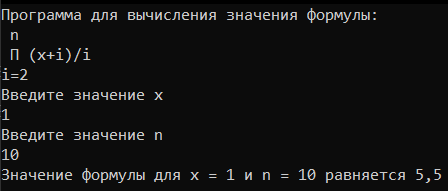 Программа для вычисления значения формулы:
n
П (x+i)/i
i=2
Введите значение x
1
Введите значение n
10
Значение формулы для x = 1 и n = 10 равняется 5,5